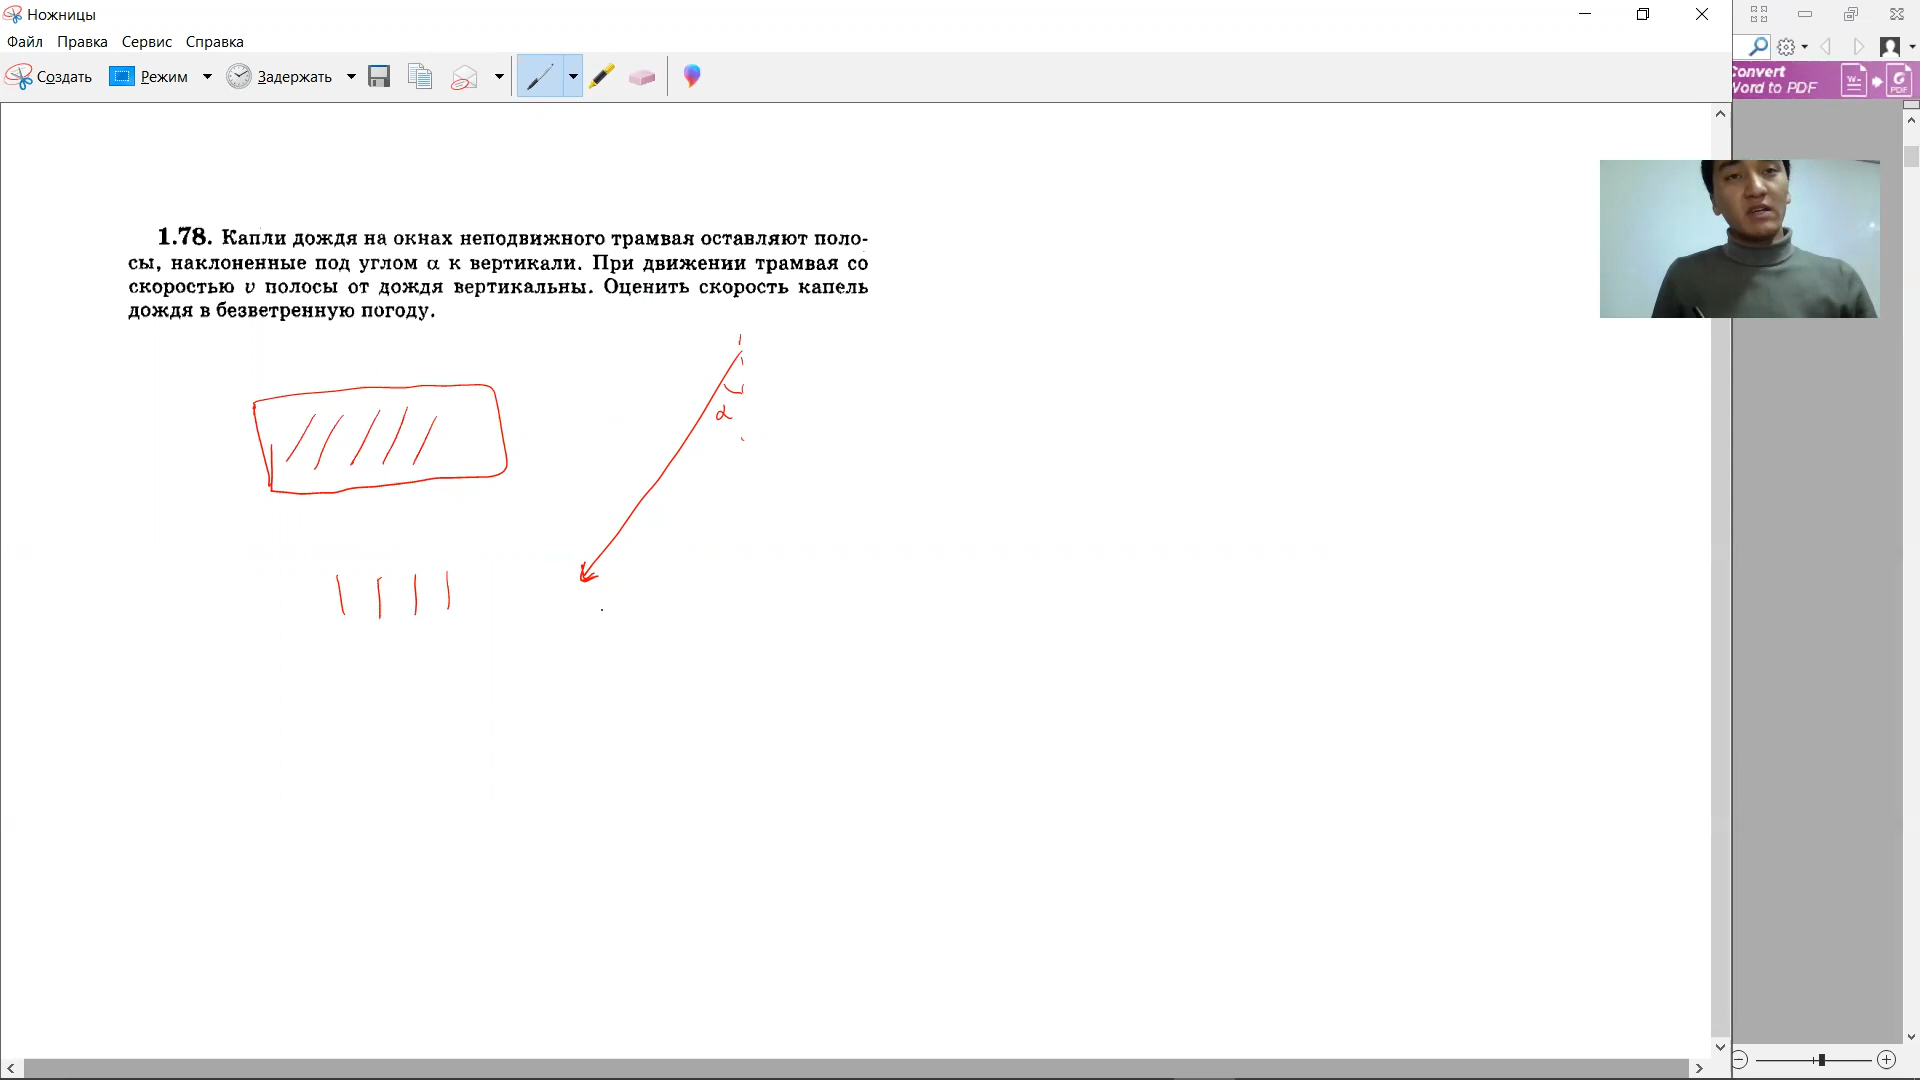 Ножницы
Файл Правка Сервис Справка
Создать Режим Задержать
Convert
Word to PDF
W
G
PDF
1.78. Капли дождя на окнах неподвижного трамвая оставляют поло-
сы, наклоненные под углом α к вертикали. При движении трамвая со
скоростью υ полосы от дождя вертикальны. Оценить скорость капель
дождя в безветренную погоду.
α